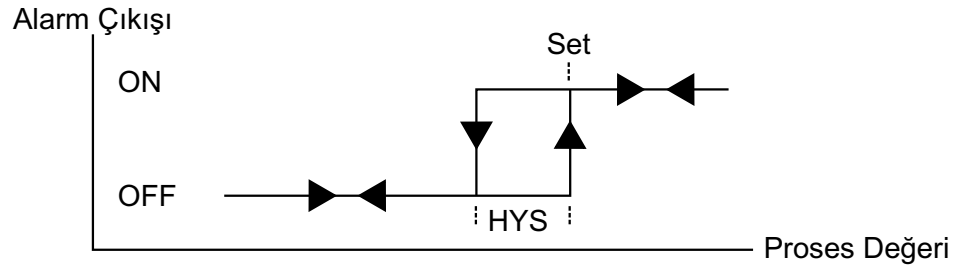 Alarm Çıkışı
Set
ON
OFF
HYS
Proses Değeri